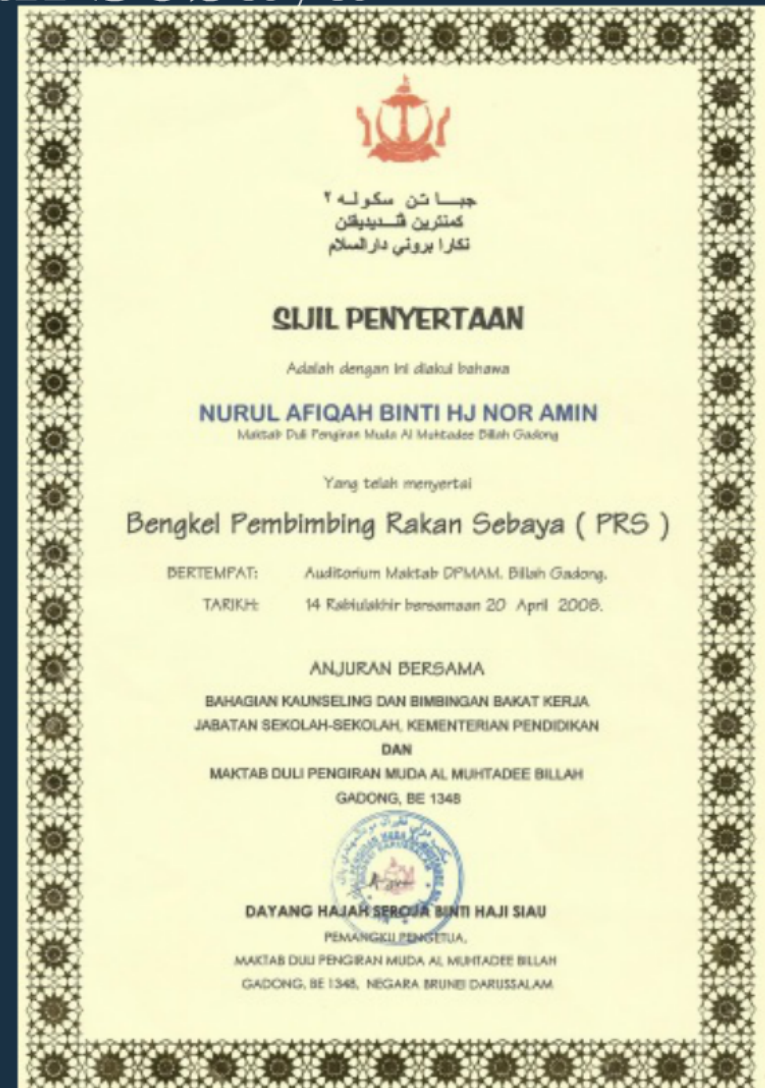 جباتن سكوله ٢
كمنترين ڤنديديقن
نڬارا بروني دارالسلام
SIJIL PENYERTAAN
Adalah dengan ini diakui bahawa
NURUL AFIQAH BINTI HJ NOR AMIN
Maktab Duli Pengiran Muda Al Muhtadee Billah Gadong
Yang telah menyertai
Bengkel Pembimbing Rakan Sebaya ( PRS )
BERTEMPAT: Auditorium Maktab DPMAM. Billah Gadong.
TARIKH: 14 Rabiulakhir bersamaan 20 April 2008.
ANJURAN BERSAMA
BAHAGIAN KAUNSELING DAN BIMBINGAN BAKAT KERJA
JABATAN SEKOLAH-SEKOLAH, KEMENTERIAN PENDIDIKAN
DAN
MAKTAB DULI PENGIRAN MUDA AL MUHTADEE BILLAH
GADONG, BE 1348
DAYANG HAJAH SEROJA BINTI HAJI SIAU
PEMANGKU PENGETUA,
MAKTAB DULI PENGIRAN MUDA AL MUHTADEE BILLAH
GADONG, BE 1348, NEGARA BRUNEI DARUSSALAM